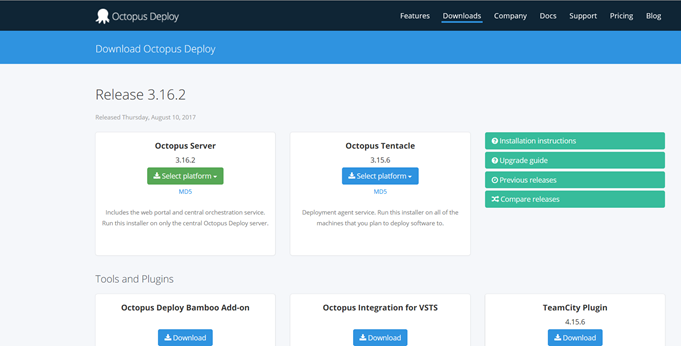 Octopus Deploy
Features Downloads Company Docs Support Pricing Blog
Download Octopus Deploy
Release 3.16.2
Released Thursday, August 10, 2017
Octopus Server
3.16.2
Select platform
MD5
Includes the web portal and central orchestration service.
Run this installer on only the central Octopus Deploy server.
Octopus Tentacle
3.15.6
Select platform
MD5
Deployment agent service. Run this installer on all of the
machines that you plan to deploy software to.
Installation instructions
Upgrade guide
Previous releases
Compare releases
Tools and Plugins
Octopus Deploy Bamboo Add-on
Download
Octopus Integration for VSTS
Download
TeamCity Plugin
4.15.6
Download